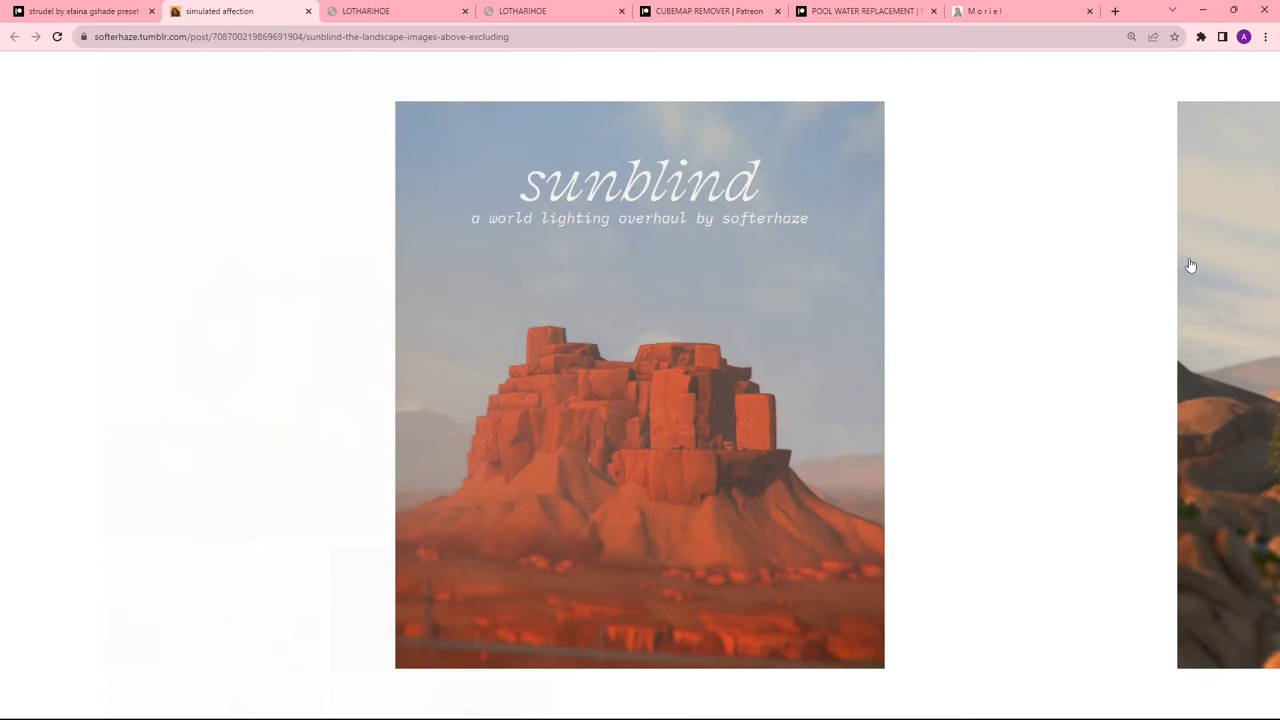 strudel by elaina gshade preset
simulated affection
LOTHARIHOE
LOTHARIHOE
CUBEMAP REMOVER | Patreon
POOL WATER REPLACEMENT |
M o r i e l
softerhaze.tumblr.com/post/708700219869691904/sunblind-the-landscape-images-above-excluding
A
sunblind
a world lighting overhaul by softerhaze